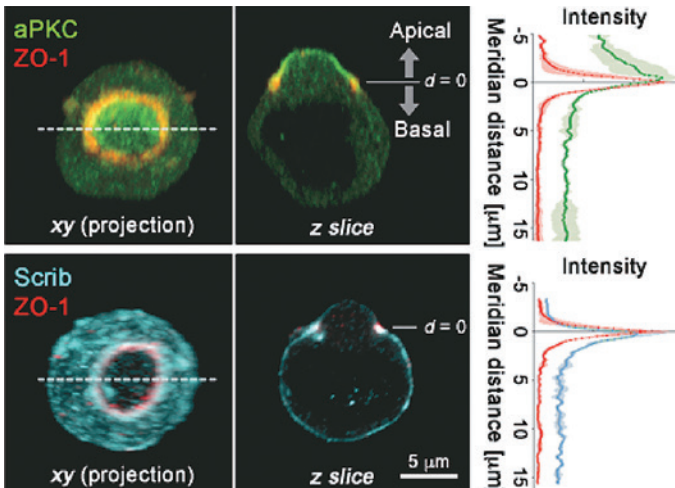 aPKC
ZO-1
xy (projection)
Apical
d = 0
Basal
z slice
Intensity
Meridian distance [μm]
-5
0
5
10
15
Scrib
ZO-1
xy (projection)
d = 0
z slice
5 μm
Intensity
Meridian distance [μm]
-5
0
5
10
15